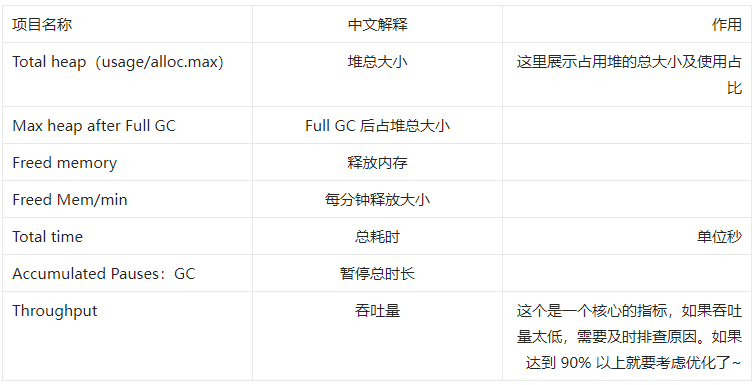 项目名称 中文解释 作用
Total heap（usage/alloc.max） 堆总大小 这里展示占用堆的总大小及使用占
比
Max heap after Full GC Full GC 后占堆总大小
Freed memory 释放内存
Freed Mem/min 每分钟释放大小
Total time 总耗时 单位秒
Accumulated Pauses：GC 暂停总时长
Throughput 吞吐量 这个是一个核心的指标，如果吞吐
量太低，需要及时排查原因。如果
达到 90% 以上就要考虑优化了~